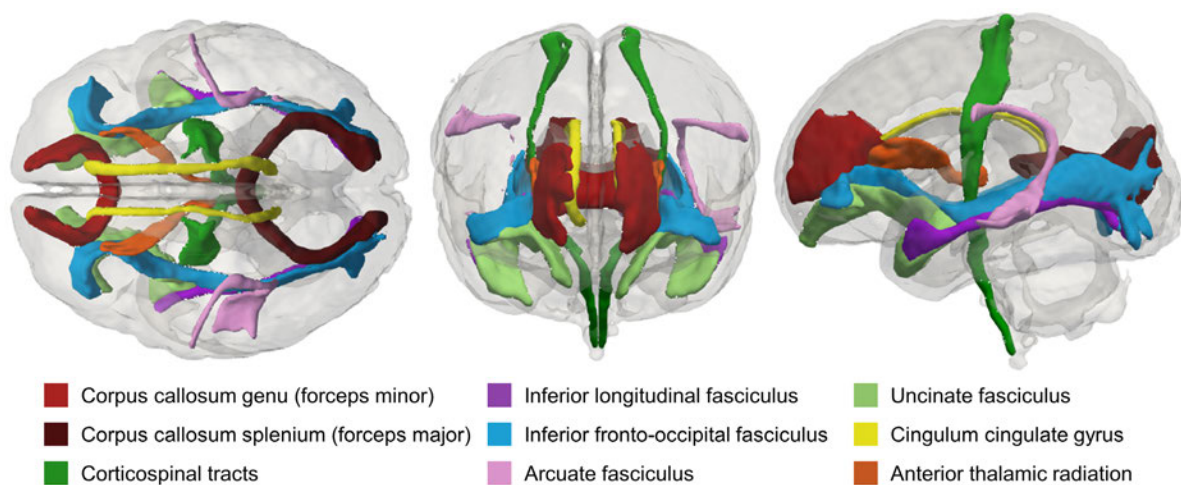 Corpus callosum genu (forceps minor)
Corpus callosum splenium (forceps major)
Corticospinal tracts
Inferior longitudinal fasciculus
Inferior fronto-occipital fasciculus
Arcuate fasciculus
Uncinate fasciculus
Cingulum cingulate gyrus
Anterior thalamic radiation